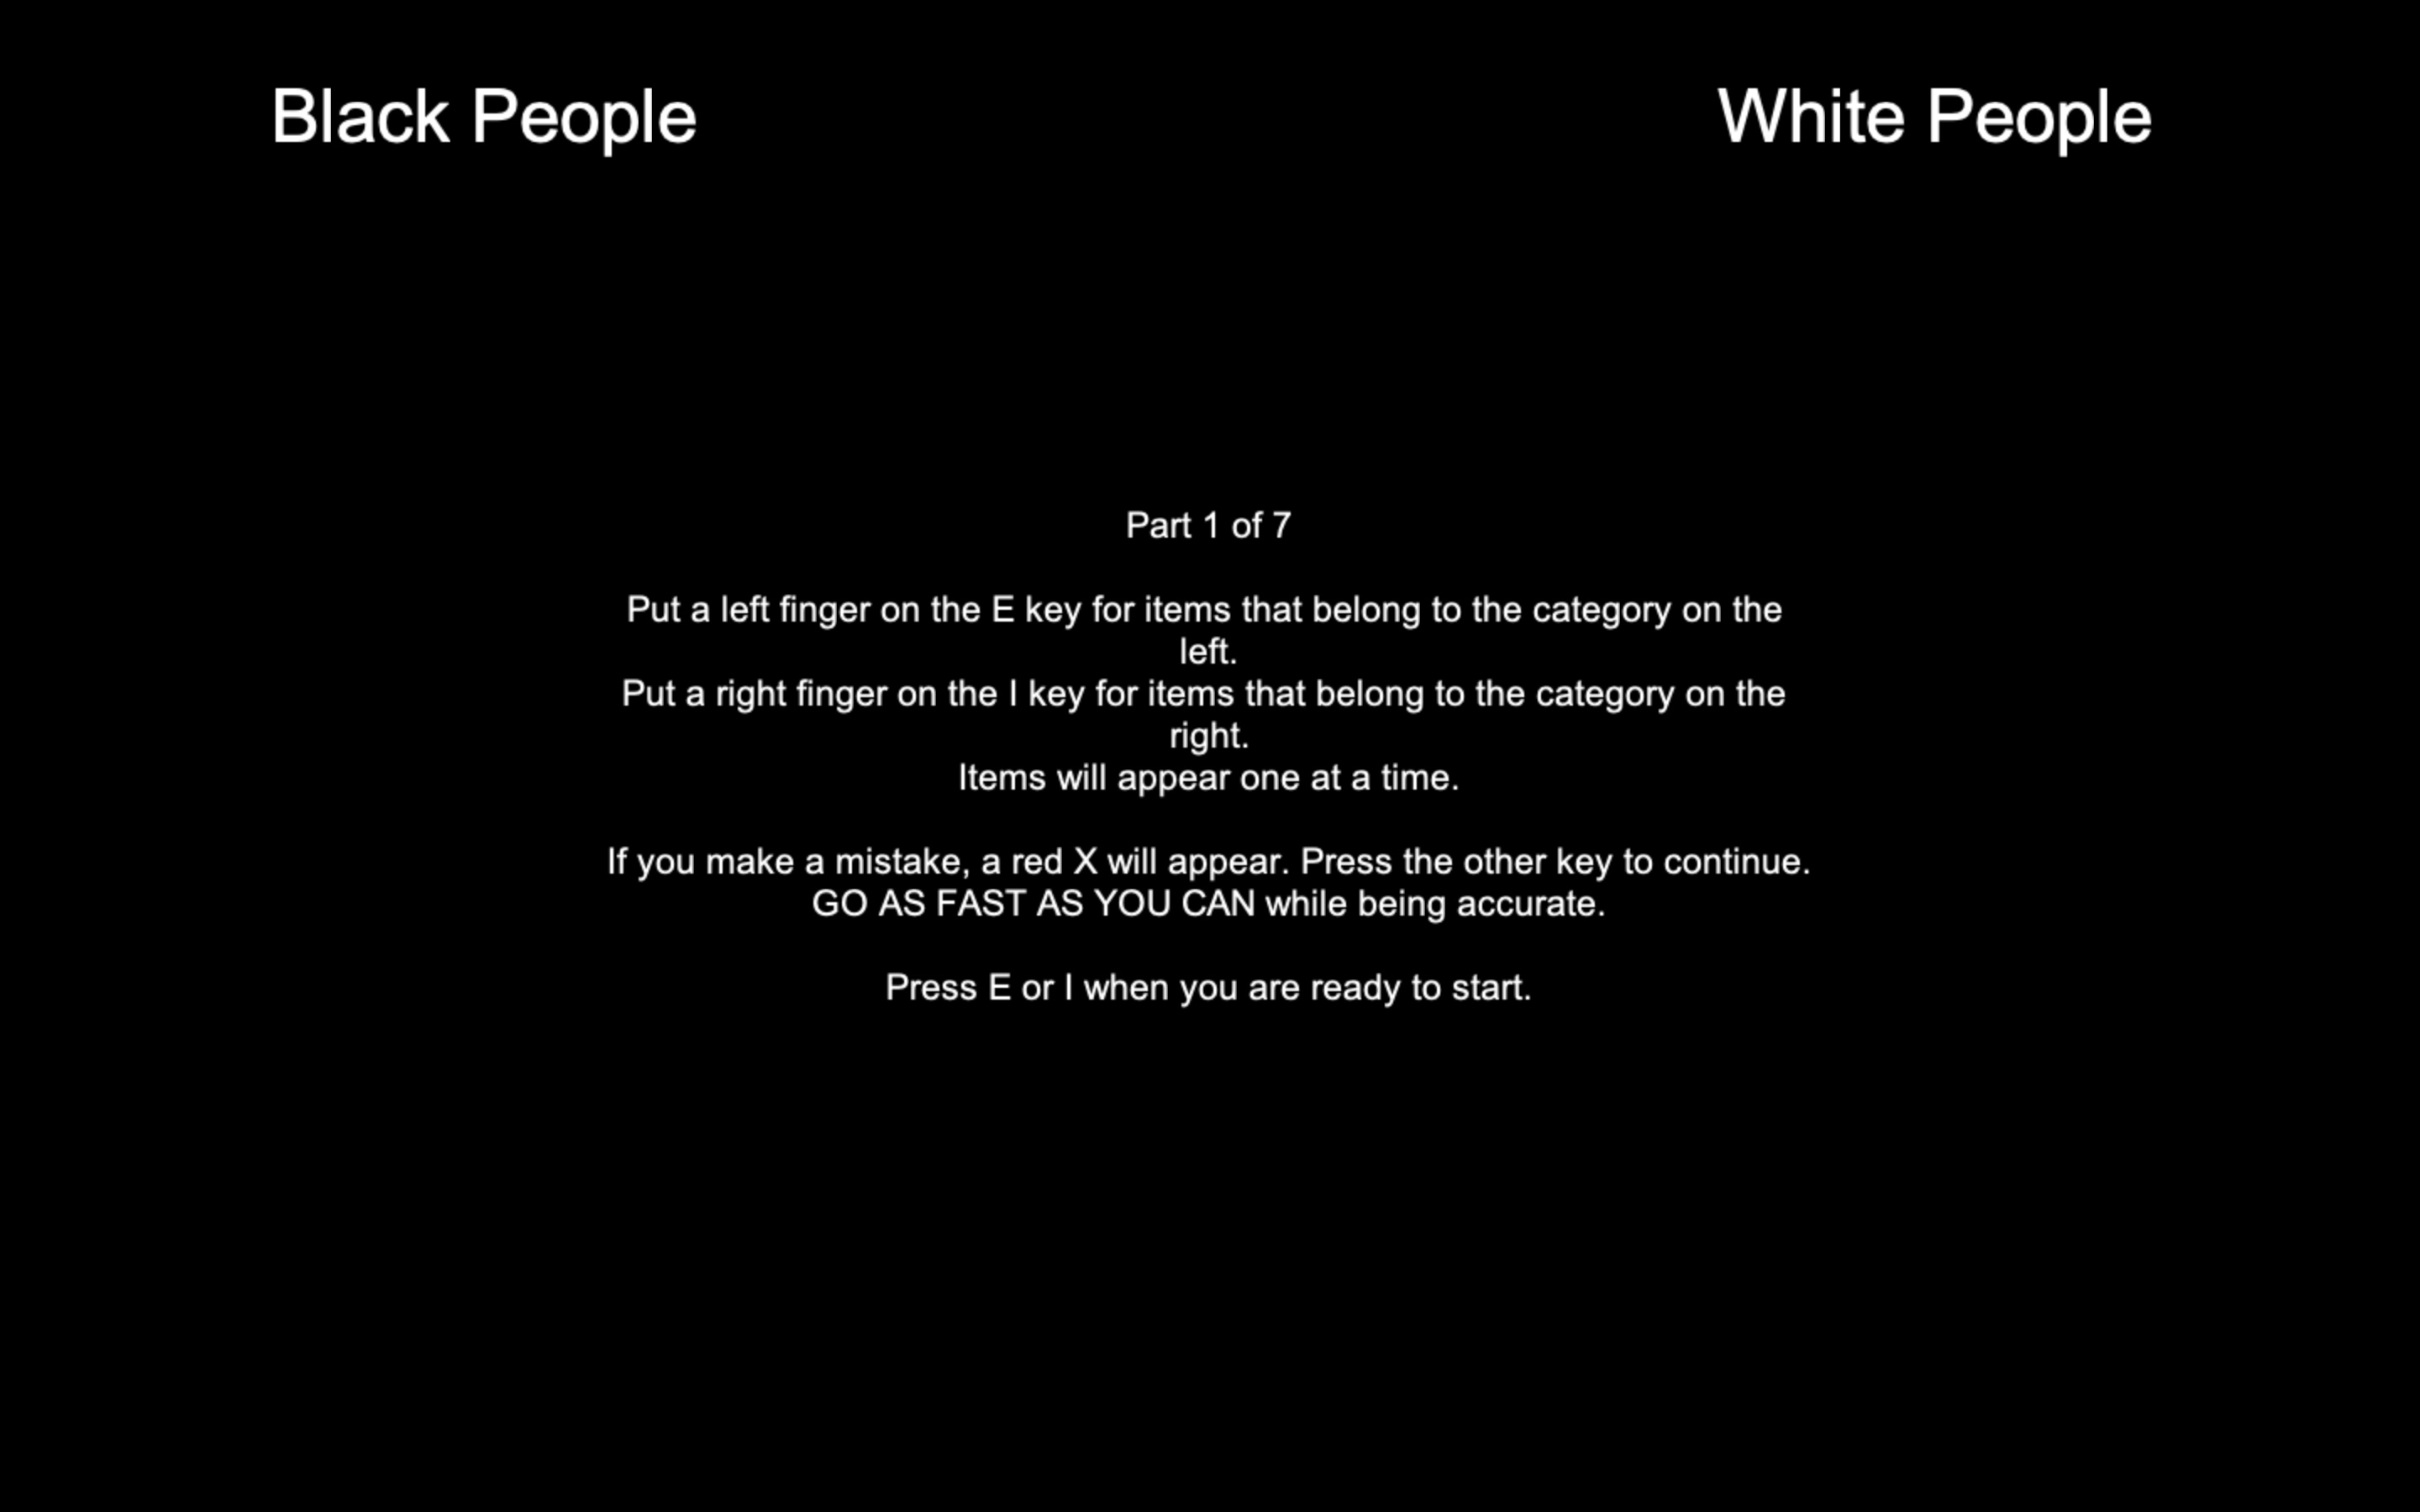 Black People
White People
Part 1 of 7
Put a left finger on the E key for items that belong to the category on the
left.
Put a right finger on the I key for items that belong to the category on the
right.
Items will appear one at a time.
If you make a mistake, a red X will appear. Press the other key to continue.
GO AS FAST AS YOU CAN while being accurate.
Press E or I when you are ready to start.